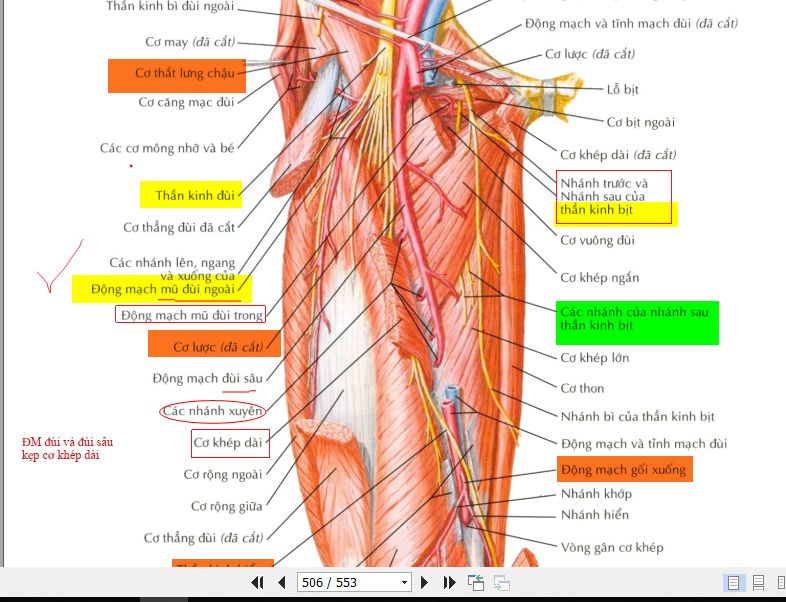 Thần kinh bì đùi ngoài
Cơ may (đã cắt)
Cơ thắt lưng chậu
Cơ căng mạc đùi
Các cơ mông nhỡ và bé
Thần kinh đùi
Cơ thẳng đùi đã cắt
Các nhánh lên, ngang
và xuống của
Động mạch mũ đùi ngoài
Động mạch mũ đùi trong
Cơ lược (đã cắt)
Động mạch đùi sâu
Các nhánh xuyên
Cơ khép dài
ĐM đùi và đùi sâu
kẹp cơ khép dài
Cơ rộng ngoài
Cơ rộng giữa
Cơ thẳng đùi (đã cắt)
Động mạch và tĩnh mạch đùi (đã cắt)
Cơ lược (đã cắt)
Lỗ bịt
Cơ bịt ngoài
Cơ khép dài (đã cắt)
Nhánh trước và
Nhánh sau của
thần kinh bịt
Cơ vuông đùi
Cơ khép ngắn
Các nhánh của nhánh sau
thần kinh bịt
Cơ khép lớn
Cơ thon
Nhánh bì của thần kinh bịt
Động mạch và tỉnh mạch đùi
Động mạch gối xuống
Nhánh khớp
Nhánh hiển
Vòng gân cơ khép
506 / 553